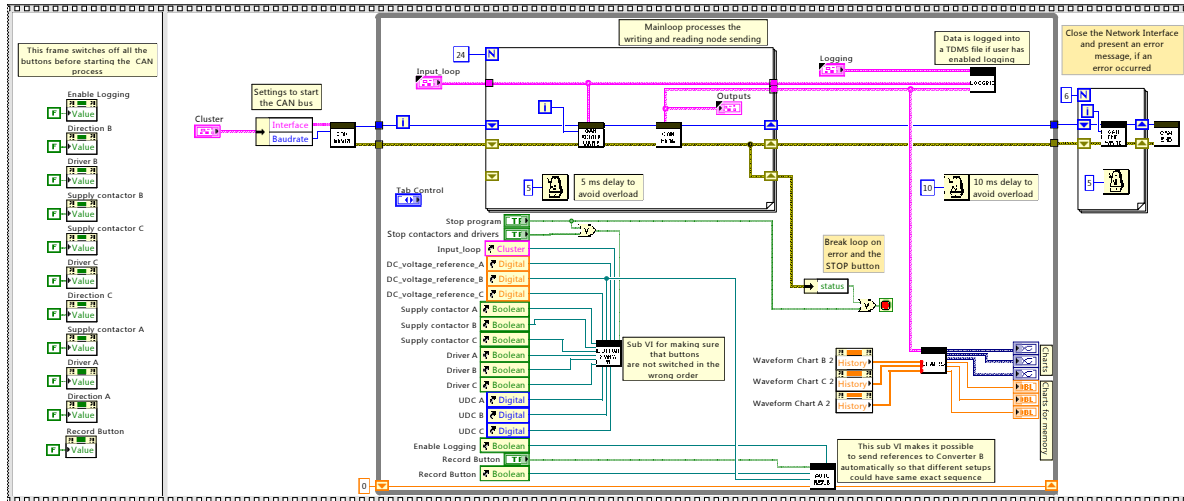 This frame switches off all the
buttons before starting the CAN
process
Enable Logging
F
Value
Direction B
F
Value
Driver B
F
Value
Supply contactor B
F
Value
Supply contactor C
F
Value
Driver C
F
Value
Direction C
F
Value
Supply contactor A
F
Value
Driver A
F
Value
Direction A
F
Value
Record Button
F
Value
Settings to start
the CAN bus
Cluster
Interface
Baudrate
i
Mainloop processes the
writing and reading node sending
24
N
Input_loop
i
Outputs
5
5 ms delay to
avoid overload
Tab Control
Logging
Data is logged into
a TDMS file if user has
enabled logging
10
10 ms delay to
avoid overload
Close the Network Interface
and present an error
message, if an
error occurred
6
N
i
5
Stop program
TF
Stop contactors and drivers
TF
Input_loop
Cluster
DC_voltage_reference_A
Digital
DC_voltage_reference_B
Digital
DC_voltage_reference_C
Digital
Supply contactor A
Boolean
Supply contactor B
Boolean
Supply contactor C
Boolean
Driver A
Boolean
Driver B
Boolean
Driver C
Boolean
UDC A
Digital
UDC B
Digital
UDC C
Digital
Enable Logging
Boolean
Record Button
TF
Record Button
Boolean
Sub VI for making sure
that buttons
are not switched in the
wrong order
Break loop on
error and the
STOP button
status
Waveform Chart B 2
History
Waveform Chart C 2
History
Waveform Chart A 2
History
CHARTS
Charts
Charts for memory
This sub VI makes it possible
to send references to Converter B
automatically so that different setups
could have same exact sequence
0